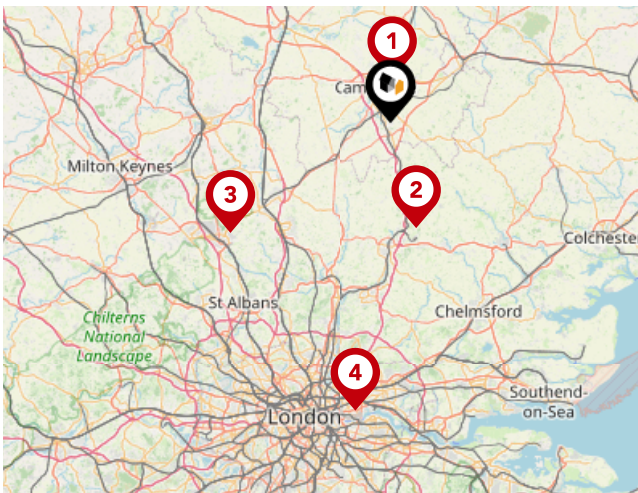 1
Cam
Milton Keynes
3
2
Colchester
St Albans
Chilterns
National
Landscape
Chelmsford
4
London
Southend-
on-Sea